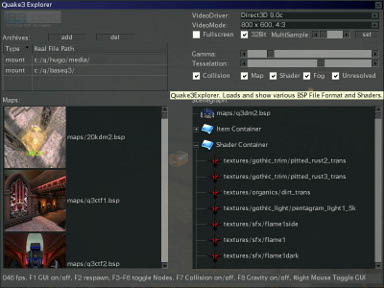 Quake3 Explorer
VideoDriver: Direct3D 9.0c
VideoMode: 800 x 600, 4:3
Fullscreen 32Bit MultiSample set
Archives: add del
Type Real File Path
mount c:/q/hugo/media/
mount c:/q/baseq3/
Gamma:
Tesselation:
Collision Map Shader Fog Unresolved
Quake3Explorer. Loads and show various BSP File Format and Shaders.
Maps:
Scenegraph:
maps/20kdm2.bsp
maps/q3ctf1.bsp
maps/q3ctf2.bsp
maps/q3dm2.bsp
Item Container
Shader Container
textures/gothic_trim/pitted_rust2_trans
textures/gothic_trim/pitted_rust3_trans
textures/organics/dirt_trans
textures/gothic_light/pentagram_light1_5k
textures/sfx/flame1side
textures/sfx/flame1
textures/sfx/flame1dark
046 fps, F1 GUI on/off, F2 respawn, F3-F6 toggle Nodes, F7 Collision on/off, F8 Gravity on/off, Right Mouse Toggle GUI